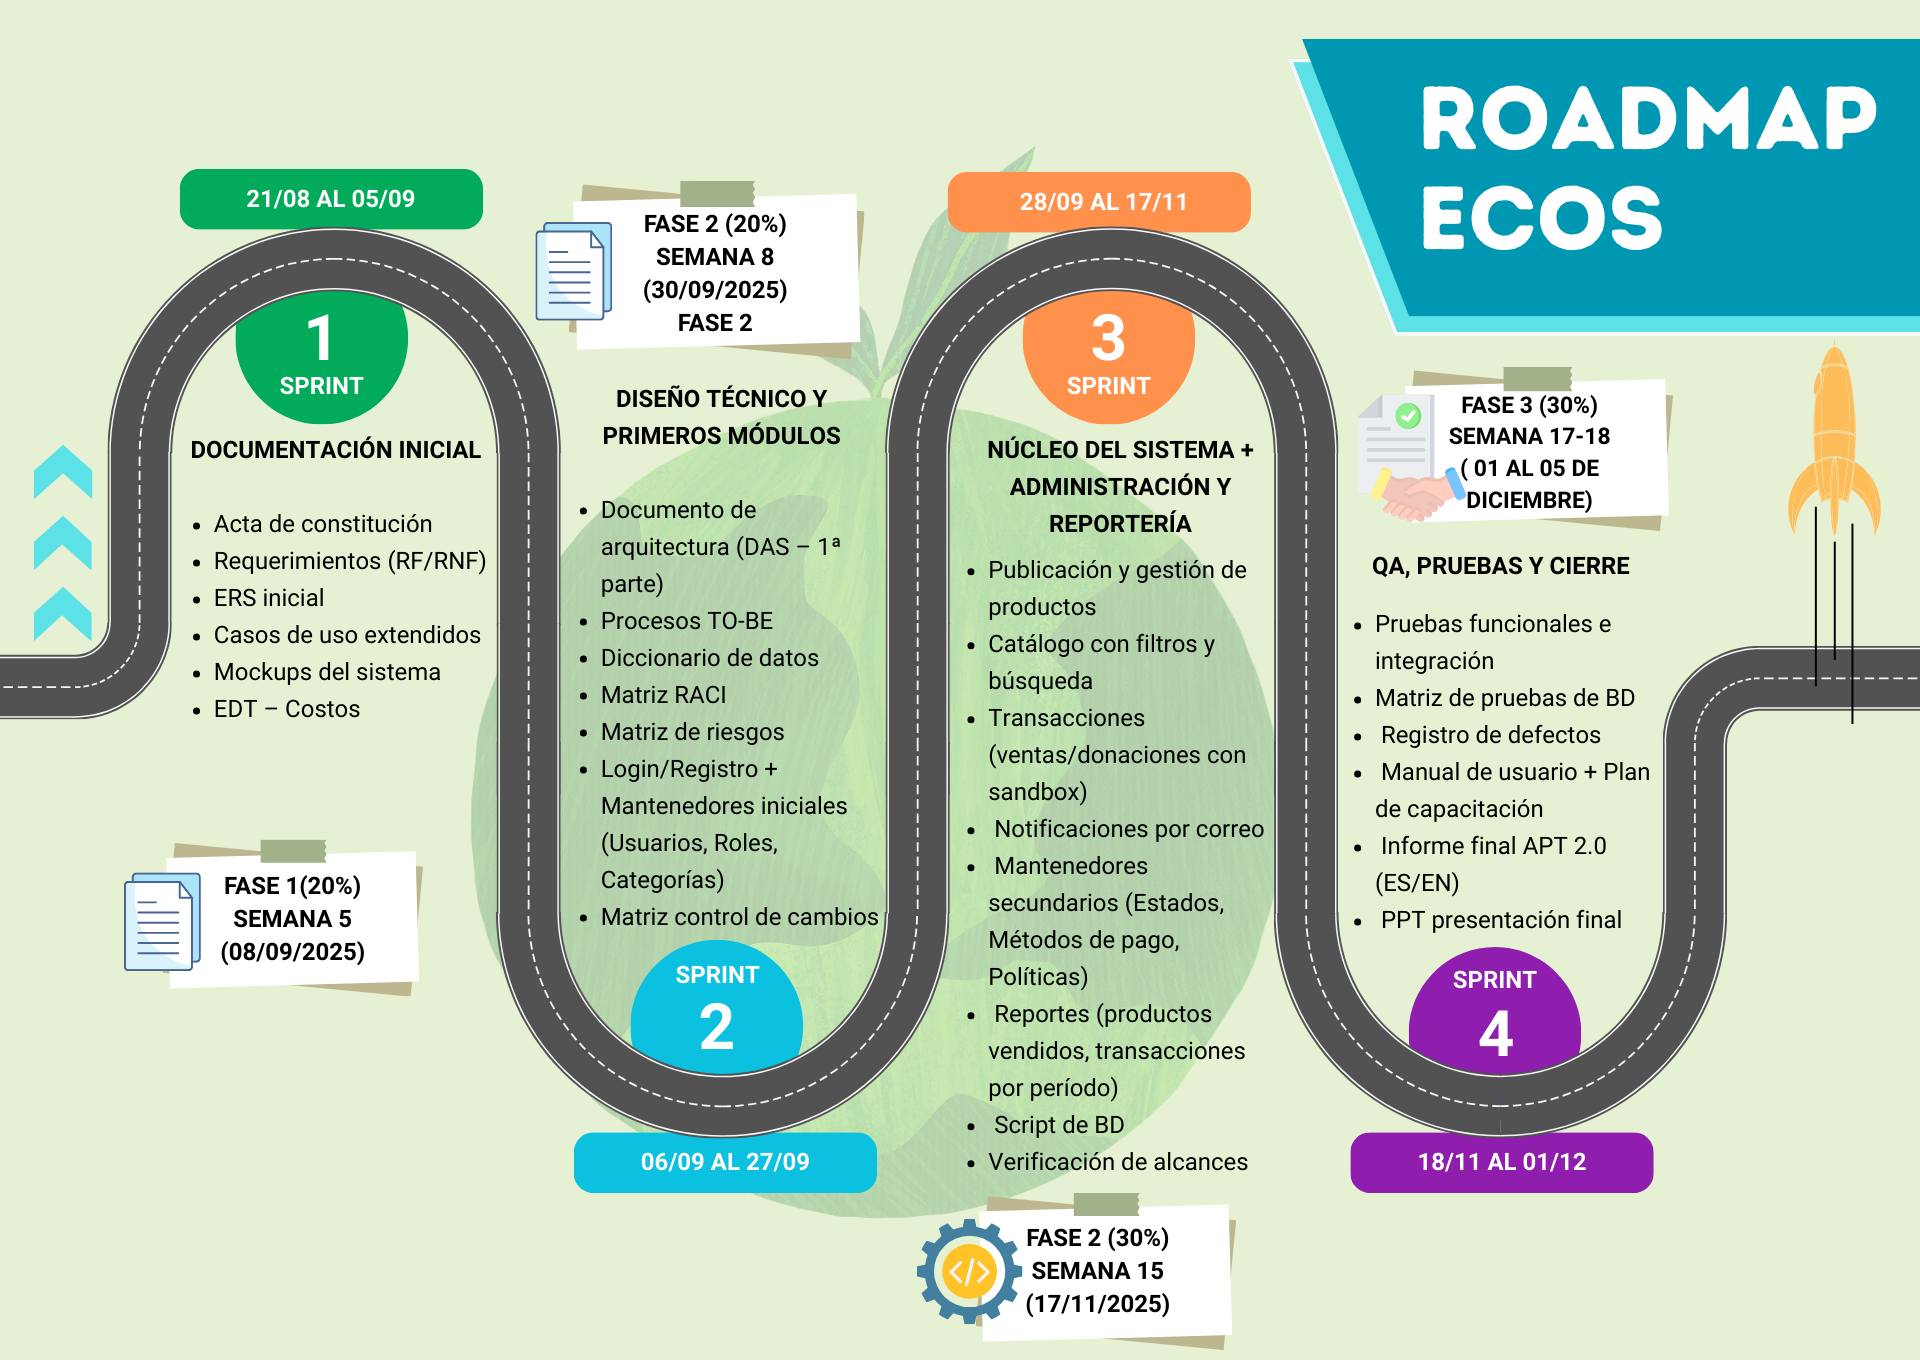 ROADMAP
ECOS
21/08 AL 05/09
1
SPRINT
DOCUMENTACIÓN INICIAL
• Acta de constitución
• Requerimientos (RF/RNF)
• ERS inicial
• Casos de uso extendidos
• Mockups del sistema
• EDT – Costos
FASE 1(20%)
SEMANA 5
(08/09/2025)
FASE 2 (20%)
SEMANA 8
(30/09/2025)
FASE 2
DISEÑO TÉCNICO Y
PRIMEROS MÓDULOS
• Documento de
arquitectura (DAS – 1ª
parte)
• Procesos TO-BE
• Diccionario de datos
• Matriz RACI
• Matriz de riesgos
• Login/Registro +
Mantenedores iniciales
(Usuarios, Roles,
Categorías)
• Matriz control de cambios
SPRINT
2
06/09 AL 27/09
28/09 AL 17/11
3
SPRINT
NÚCLEO DEL SISTEMA +
ADMINISTRACIÓN Y
REPORTERÍA
• Publicación y gestión de
productos
• Catálogo con filtros y
búsqueda
• Transacciones
(ventas/donaciones con
sandbox)
• Notificaciones por correo
• Mantenedores
secundarios (Estados,
Métodos de pago,
Políticas)
• Reportes (productos
vendidos, transacciones
por período)
• Script de BD
• Verificación de alcances
</>
FASE 2 (30%)
SEMANA 15
(17/11/2025)
FASE 3 (30%)
SEMANA 17-18
( 01 AL 05 DE
DICIEMBRE)
QA, PRUEBAS Y CIERRE
• Pruebas funcionales e
integración
• Matriz de pruebas de BD
• Registro de defectos
• Manual de usuario + Plan
de capacitación
• Informe final APT 2.0
(ES/EN)
• PPT presentación final
SPRINT
4
18/11 AL 01/12